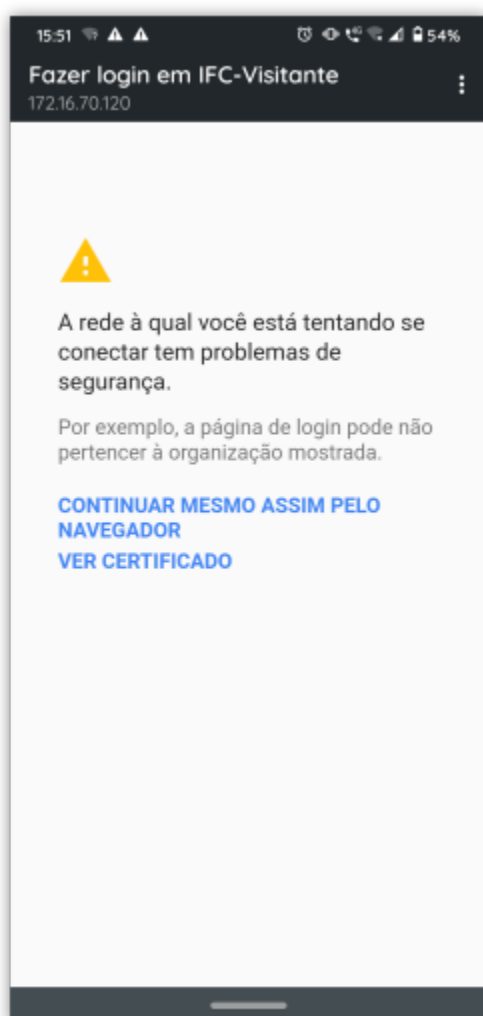 15:51 54%
Fazer login em IFC-Visitante
172.16.70.120
A rede à qual você está tentando se
conectar tem problemas de
segurança.
Por exemplo, a página de login pode não
pertencer à organização mostrada.
CONTINUAR MESMO ASSIM PELO
NAVEGADOR
VER CERTIFICADO